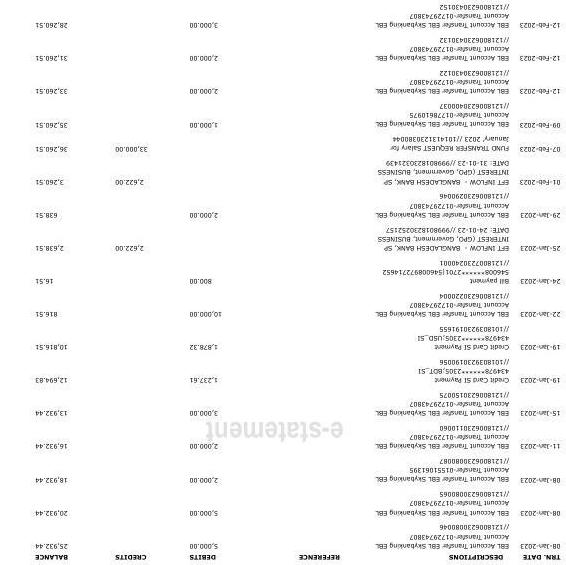 TRN. DATE DESCRIPTIONS REFERENCE DEBITS CREDITS BALANCE
08-Jan-2023 EBL Account Transfer EBL Skybanking EBL 5,000.00 25,932.44
Account Transfer-0172974380​7
//1218006230080046
08-Jan-2023 EBL Account Transfer EBL Skybanking EBL 5,000.00 20,932.44
Account Transfer-01729743807
//1218006230080065
08-Jan-2023 EBL Account Transfer EBL Skybanking EBL 2,000.00 18,932.44
Account Transfer-01551061395
//1218006230080087
11-Jan-2023 EBL Account Transfer EBL Skybanking EBL 2,000.00 16,932.44
Account Transfer-01729743807
//1218006230110060
e-statement
15-Jan-2023 EBL Account Transfer EBL Skybanking EBL 3,000.00 13,932.44
Account Transfer-01729743807
//1218006230150075
19-Jan-2023 Credit Card SI Payment 1,237.61 12,694.83
434978******2305;BDT_SI
//1018039230190056
19-Jan-2023 Credit Card SI Payment 1,878.32 10,816.51
434978******2305;USD_SI
//1018039230191655
22-Jan-2023 EBL Account Transfer EBL Skybanking EBL 10,000.00 816.51
Account Transfer-01729743807
//1218006230220004
24-Jan-2023 Bill payment 800.00 16.51
546008******2701|5460089727174652
//1218007230240001
25-Jan-2023 EFT INFLOW - BANGLADESH BANK, SP 2,622.00 2,638.51
INTEREST (GPO, Government, BUSINESS
DATE: 24-01-23 //9998018230252157
29-Jan-2023 EBL Account Transfer EBL Skybanking EBL 2,000.00 638.51
Account Transfer-01729743807
//1218006230290046
01-Feb-2023 EFT INFLOW - BANGLADESH BANK, SP 2,622.00 3,260.51
INTEREST (GPO, Government, BUSINESS
DATE: 31-01-23 //9998018230321439
07-Feb-2023 FUND TRANSFER REQUEST Salary for 33,000.00 36,260.51
January' 2023 //1014131230380044
09-Feb-2023 EBL Account Transfer EBL Skybanking EBL 1,000.00 35,260.51
Account Transfer-01778610975
//1218006230400037
12-Feb-2023 EBL Account Transfer EBL Skybanking EBL 2,000.00 33,260.51
Account Transfer-01729743807
//1218006230430122
12-Feb-2023 EBL Account Transfer EBL Skybanking EBL 2,000.00 31,260.51
Account Transfer-01729743807
//1218006230430132
12-Feb-2023 EBL Account Transfer EBL Skybanking EBL 3,000.00 28,260.51
Account Transfer-01729743807
//1218006230430152